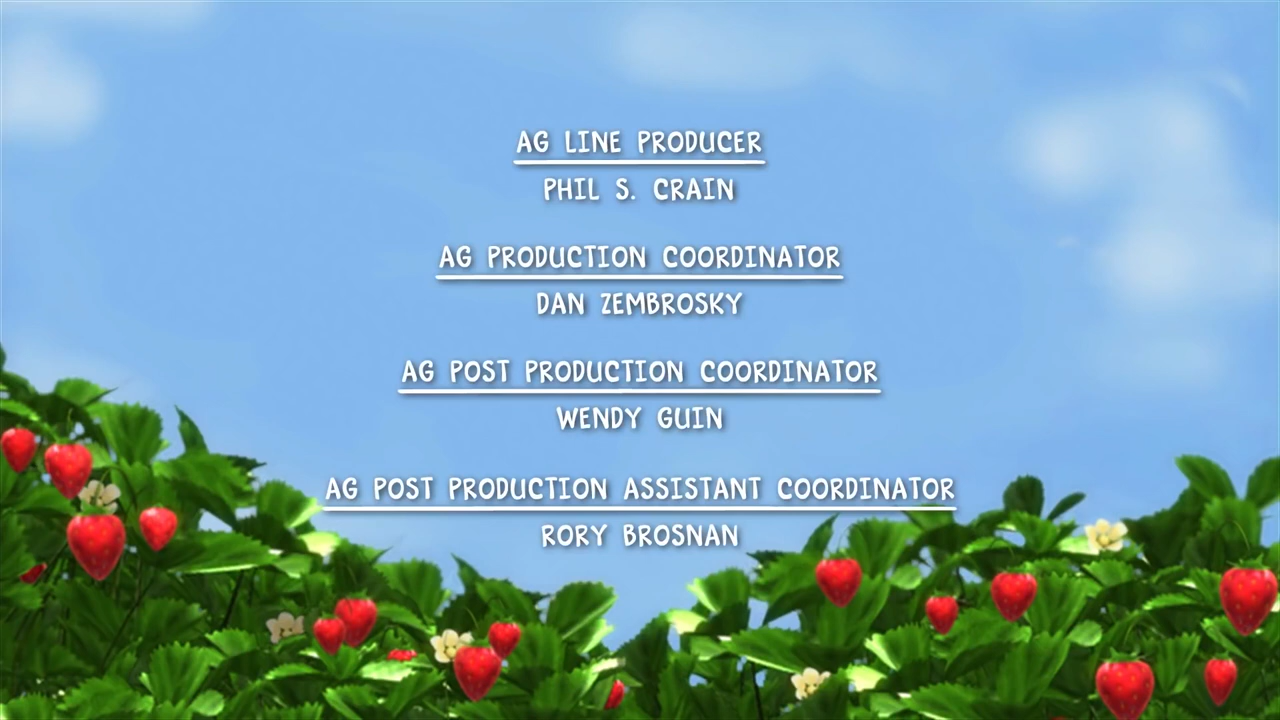 AG LINE PRODUCER
PHIL S. CRAIN
AG PRODUCTION COORDINATOR
DAN ZEMBROSKY
AG POST PRODUCTION COORDINATOR
WENDY GUIN
AG POST PRODUCTION ASSISTANT COORDINATOR
RORY BROSNAN